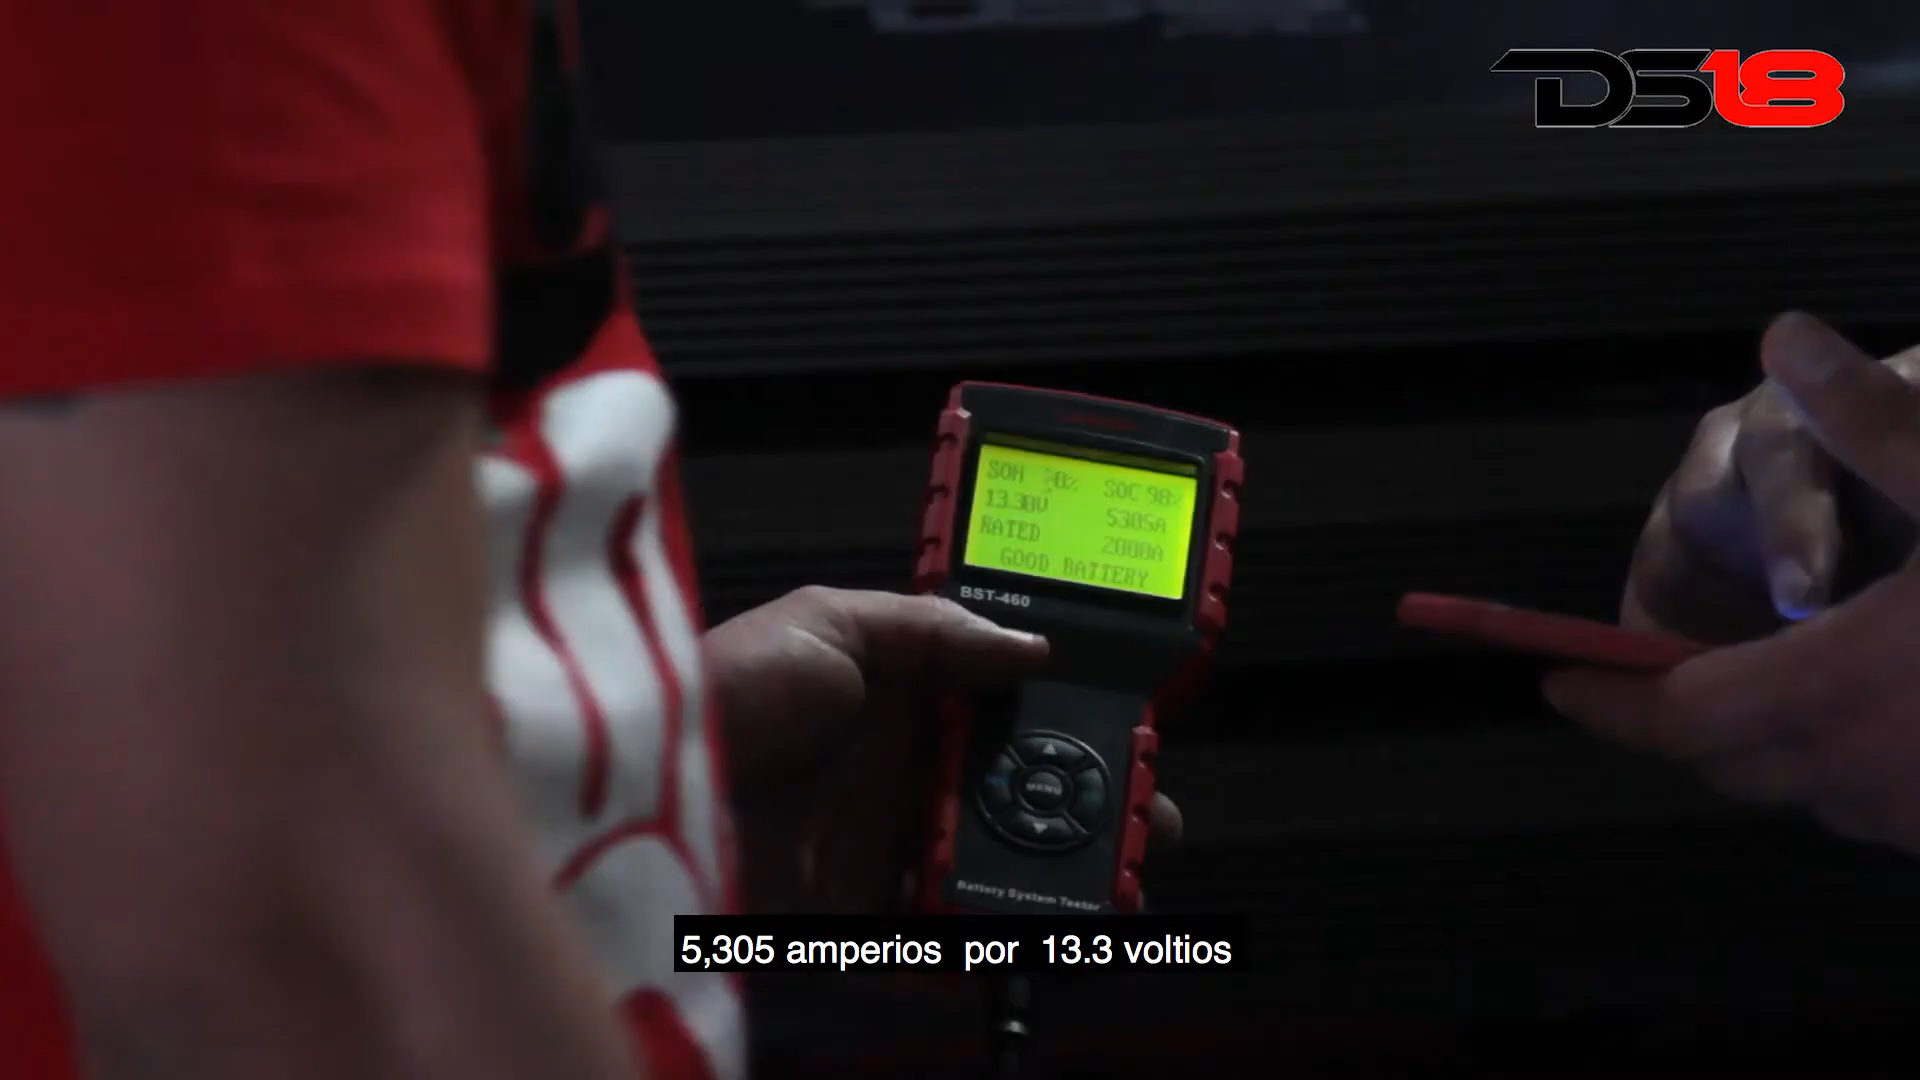 DS18
SOH SOC 98%
13.30V 5305A
RATED 2000A
GOOD BATTERY
BST-460
MENU
Battery System Tester
5,305 amperios por 13.3 voltios